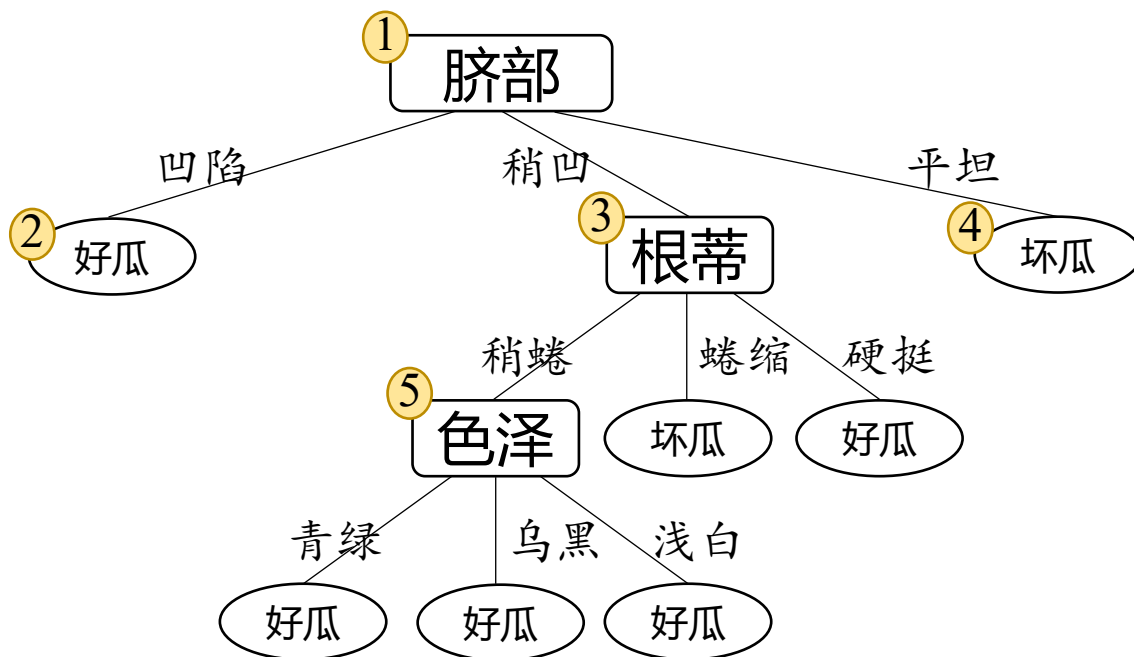 1
脐部
凹陷
稍凹
平坦
2
好瓜
3
根蒂
4
坏瓜
稍蜷
蜷缩
硬挺
5
色泽
坏瓜
好瓜
青绿
乌黑
浅白
好瓜
好瓜
好瓜